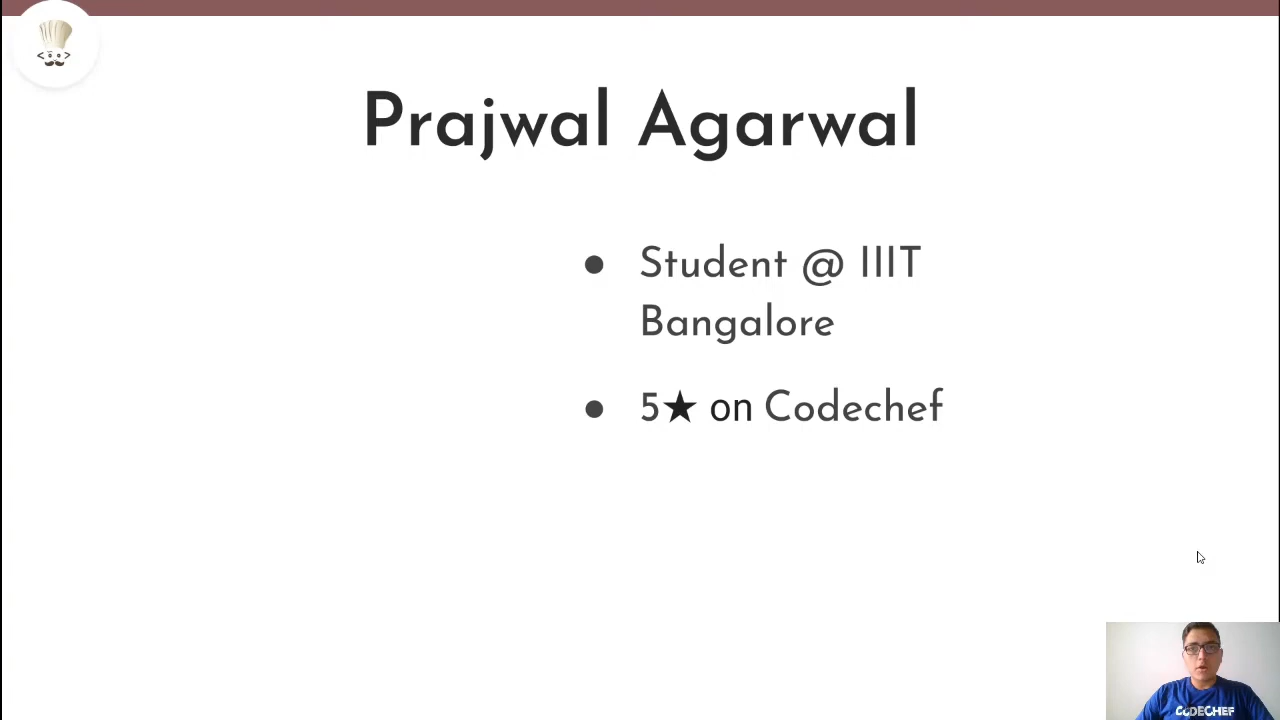 Prajwal Agarwal
● Student @ IIIT
Bangalore
● 5★ on Codechef
CODECHEF